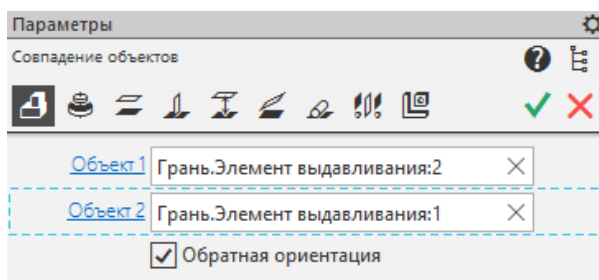 Параметры
Совпадение объектов
Объект 1 Грань.Элемент выдавливания:2
Объект 2 Грань.Элемент выдавливания:1
Обратная ориентация